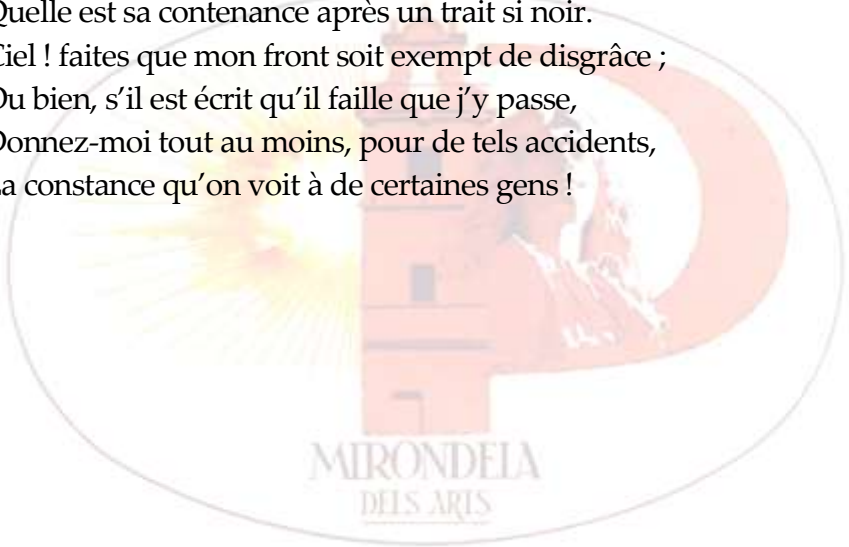 Quelle est sa contenance après un trait si noir.
Ciel ! faites que mon front soit exempt de disgrâce ;
Ou bien, s’il est écrit qu’il faille que j’y passe,
Donnez-moi tout au moins, pour de tels accidents,
La constance qu’on voit à de certaines gens !
MIRONDELA
DELS ARTS